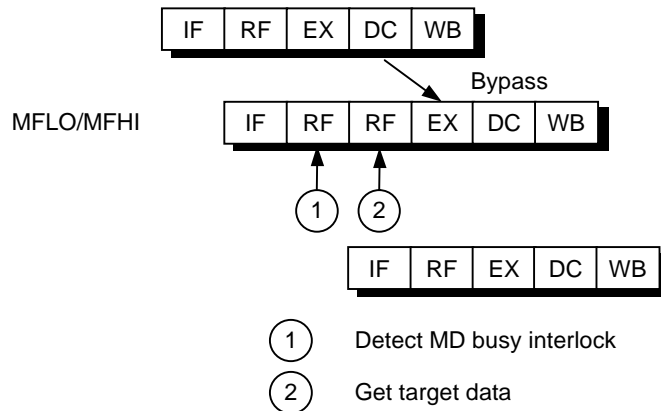 IF RF EX DC WB
Bypass
MFLO/MFHI IF RF RF EX DC WB
1 2
IF RF EX DC WB
1 Detect MD busy interlock
2 Get target data